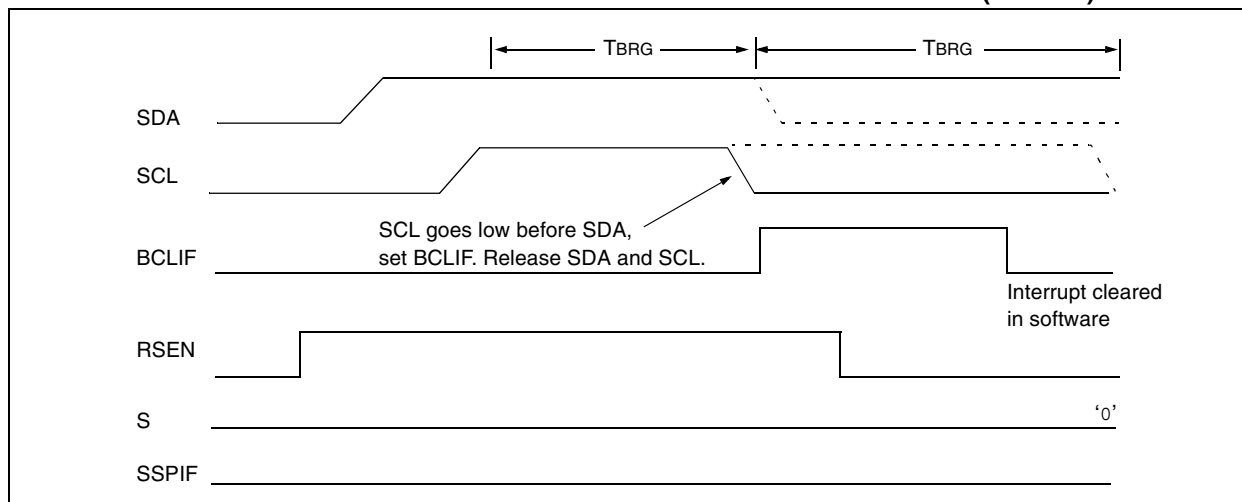 TBRG TBRG
SDA
SCL
SCL goes low before SDA,
set BCLIF. Release SDA and SCL.
BCLIF
Interrupt cleared
in software
RSEN
S
‘0’
SSPIF